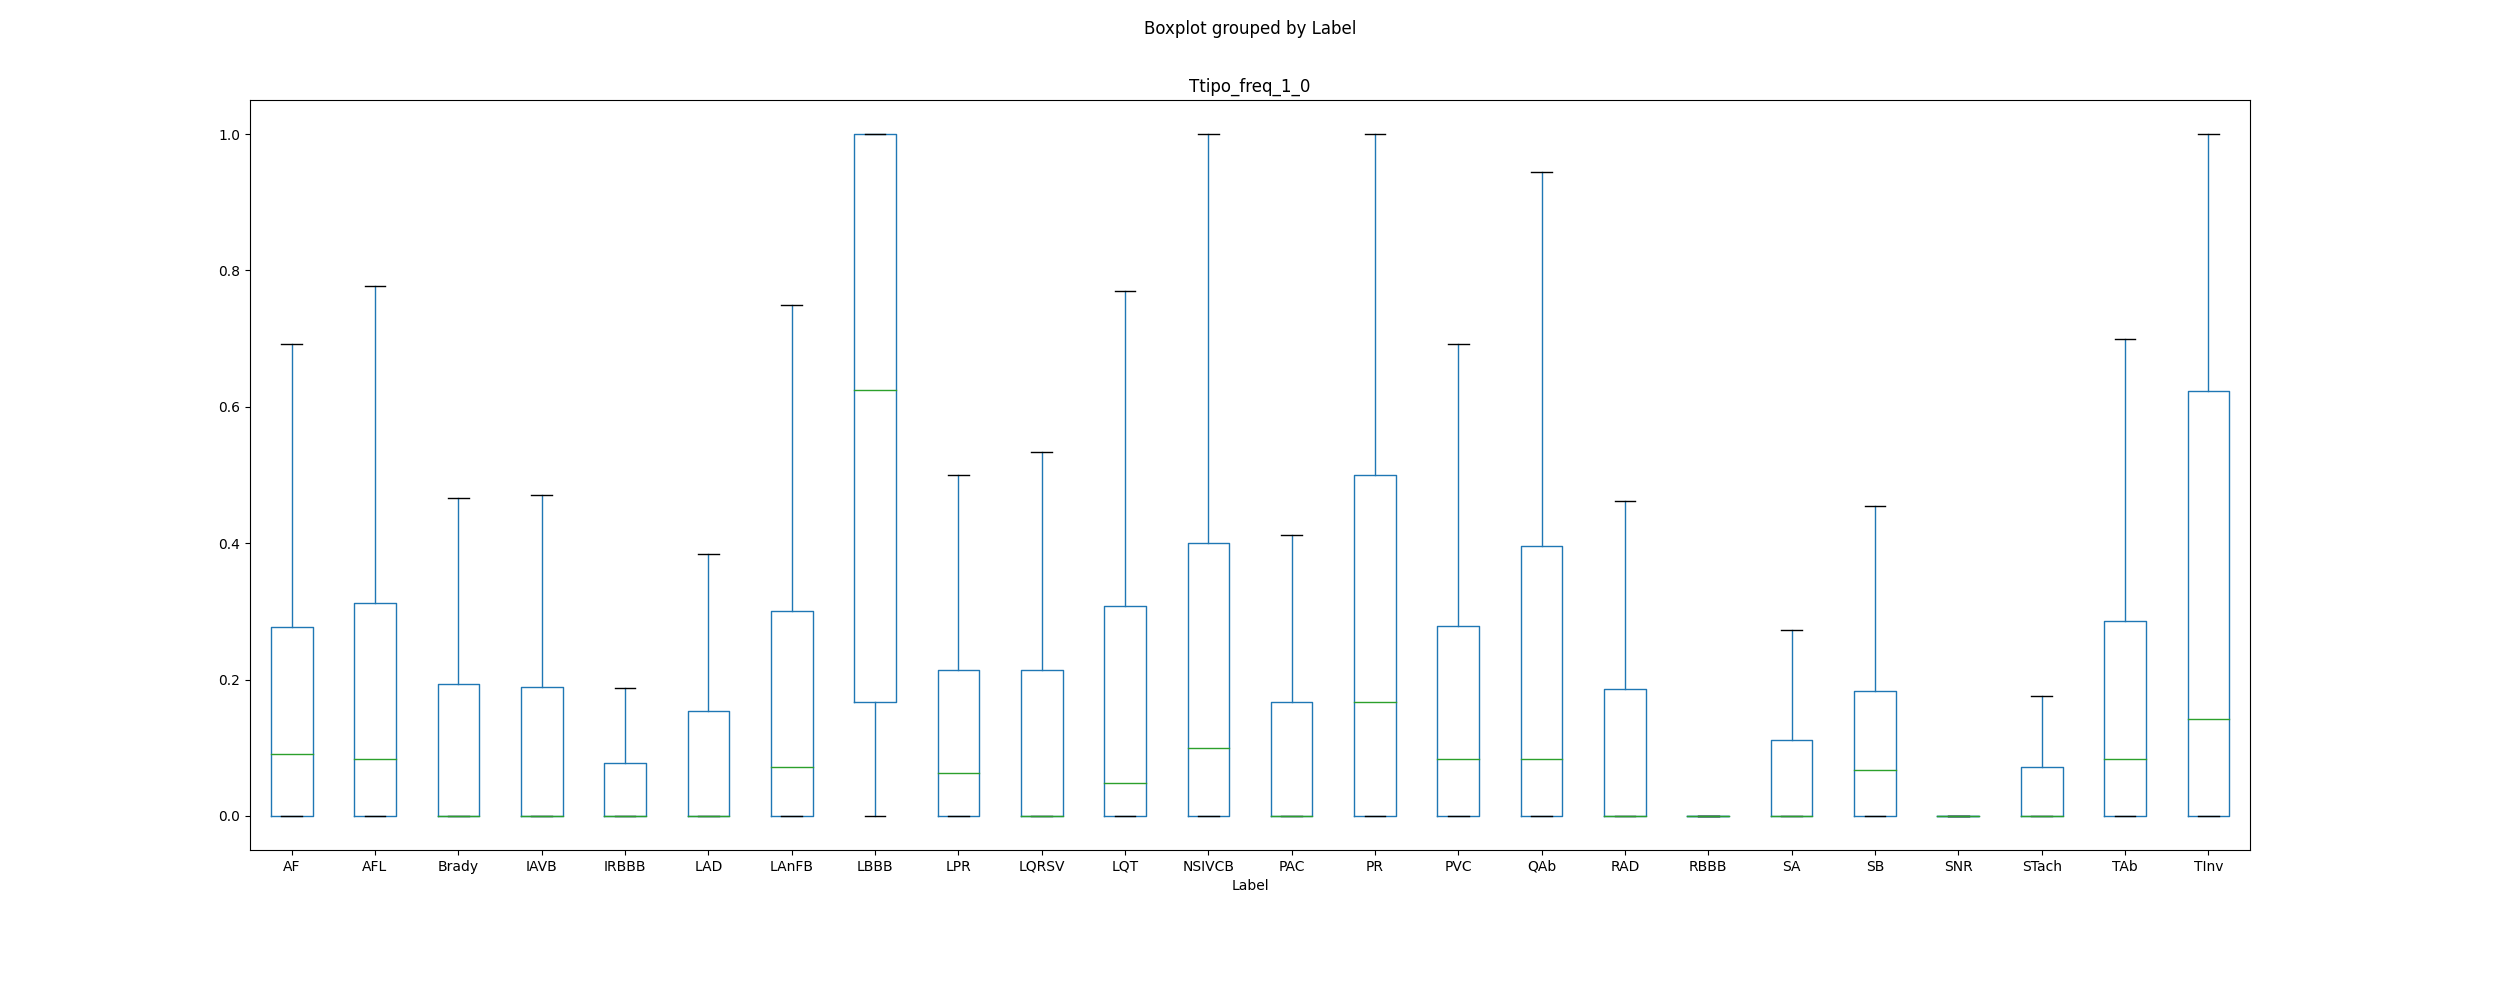 Boxplot grouped by Label
Ttipo_freq_1_0
1.0
0.8
0.6
0.4
0.2
0.0
AF AFL Brady IAVB IRBBB LAD LAnFB LBBB LPR LQRSV LQT NSIVCB PAC PR PVC QAb RAD RBBB SA SB SNR STach TAb TInv
Label